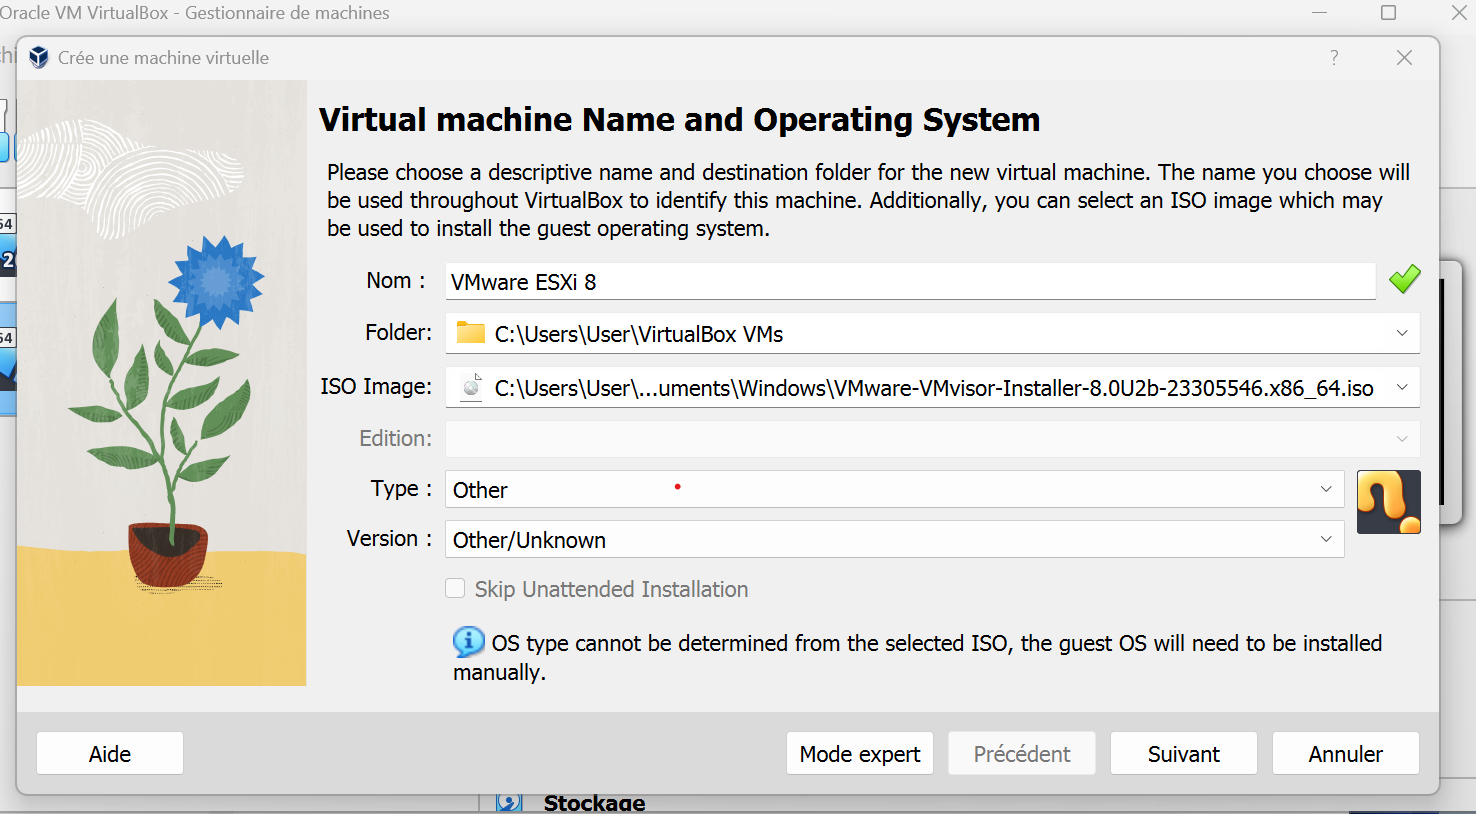 Oracle VM VirtualBox - Gestionnaire de machines
Crée une machine virtuelle
?
Virtual machine Name and Operating System
Please choose a descriptive name and destination folder for the new virtual machine. The name you choose will
be used throughout VirtualBox to identify this machine. Additionally, you can select an ISO image which may
be used to install the guest operating system.
Nom : VMware ESXi 8
Folder: C:\Users\User\VirtualBox VMs
ISO Image: C:\Users\User\...uments\Windows\VMware-VMvisor-Installer-8.0U2b-23305546.x86_64.iso
Edition:
Type : Other
Version : Other/Unknown
Skip Unattended Installation
OS type cannot be determined from the selected ISO, the guest OS will need to be installed
manually.
Aide Mode expert Précédent Suivant Annuler
Stockage